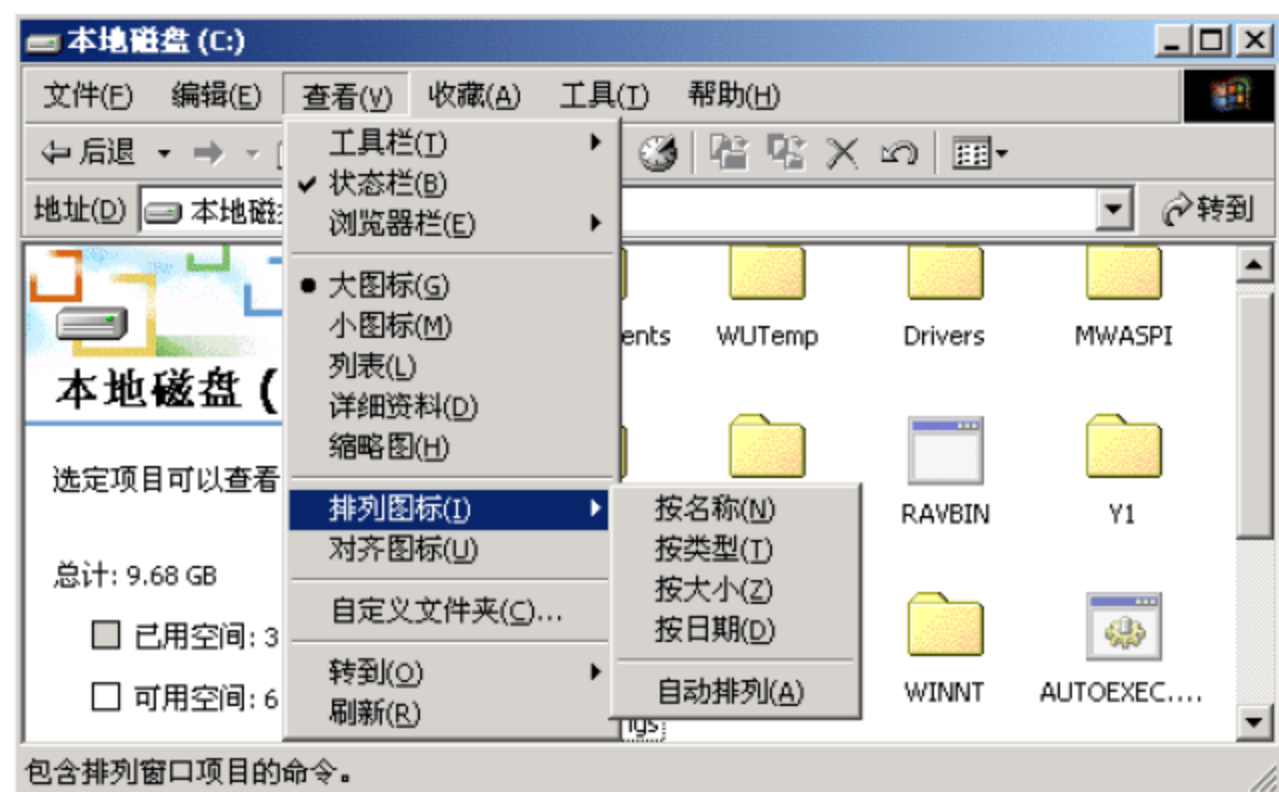 本地磁盘 (C:)
文件(F) 编辑(E) 查看(V) 收藏(A) 工具(T) 帮助(H)
后退
地址(D) 本地磁 转到
工具栏(T)
状态栏(B)
浏览器栏(E)
大图标(G)
小图标(M)
列表(L)
详细资料(D)
缩略图(H)
排列图标(I)
对齐图标(U)
自定义文件夹(C)...
转到(O)
刷新(R)
按名称(N)
按类型(T)
按大小(Z)
按日期(D)
自动排列(A)
本地磁盘 (
选定项目可以查看
总计: 9.68 GB
已用空间: 3
可用空间: 6
ents WUTemp Drivers MWASPI
RAVBIN Y1
WINNT AUTOEXEC....
包含排列窗口项目的命令。